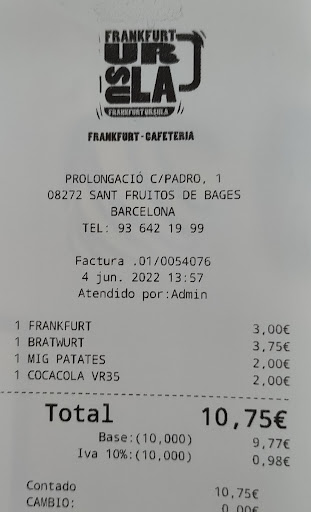 FRANKFURT
URSULA
FRANKFURTURSULA
FRANKFURT-CAFETERIA
PROLONGACIÓ C/PADRO, 1
08272 SANT FRUITOS DE BAGES
BARCELONA
TEL: 93 642 19 99
Factura .01/0054076
4 jun. 2022 13:57
Atendido por:Admin
1 FRANKFURT 3,00€
1 BRATWURT 3,75€
1 MIG PATATES 2,00€
1 COCACOLA VR35 2,00€
Total 10,75€
Base:(10,000) 9,77€
Iva 10%:(10,000) 0,98€
Contado 10,75€
CAMBIO: 0,00€